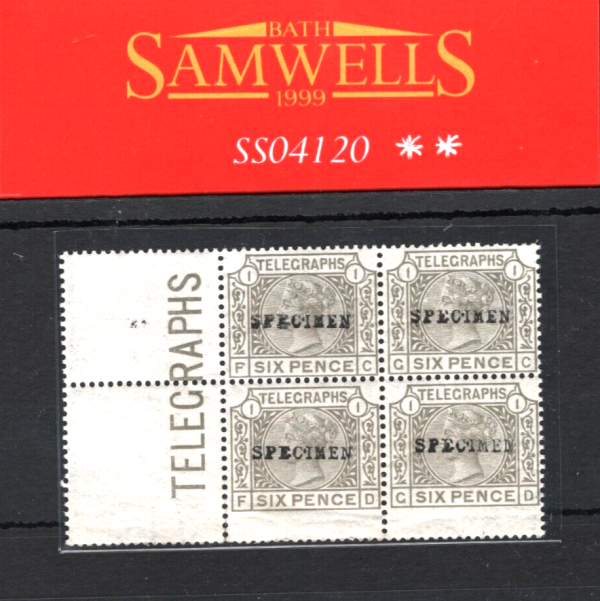 BATH
SAMWELLS
1999
SS04120 **
TELEGRAPHS
TELEGRAPHS
1 1
SPECIMEN
F SIX PENCE C
TELEGRAPHS
1 1
SPECIMEN
G SIX PENCE C
TELEGRAPHS
1 1
SPECIMEN
F SIX PENCE D
TELEGRAPHS
1 1
SPECIMEN
G SIX PENCE D